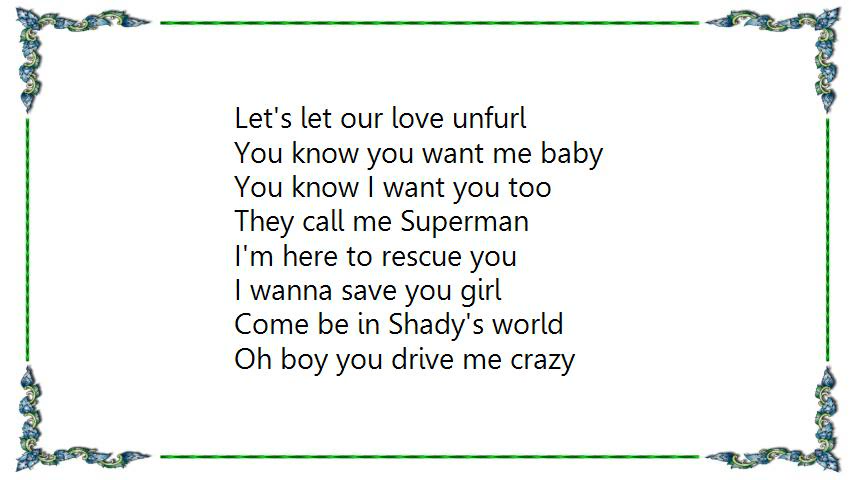 Let's let our love unfurl
You know you want me baby
You know I want you too
They call me Superman
I'm here to rescue you
I wanna save you girl
Come be in Shady's world
Oh boy you drive me crazy